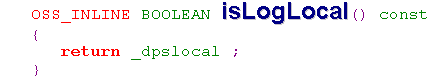 OSS_INLINE BOOLEAN isLogLocal() const
{
return _dpslocal ;
}